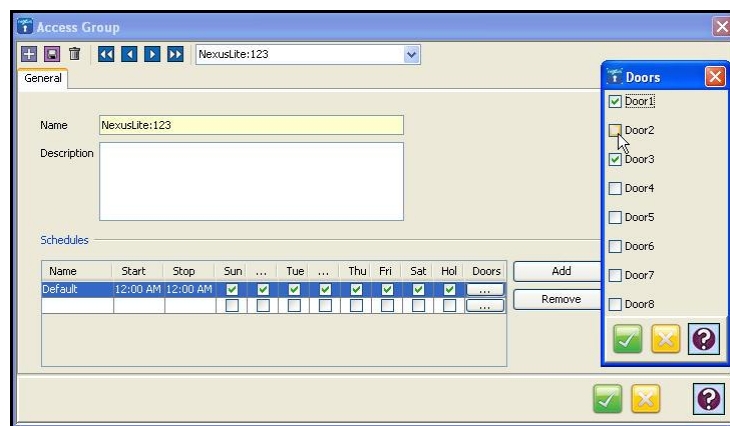 Access Group
NexusLite:123
General
Name NexusLite:123
Description
Schedules
Name Start Stop Sun ... Tue ... Thu Fri Sat Hol Doors
Default 12:00 AM 12:00 AM ...
...
Add
Remove
Doors
Door1
Door2
Door3
Door4
Door5
Door6
Door7
Door8